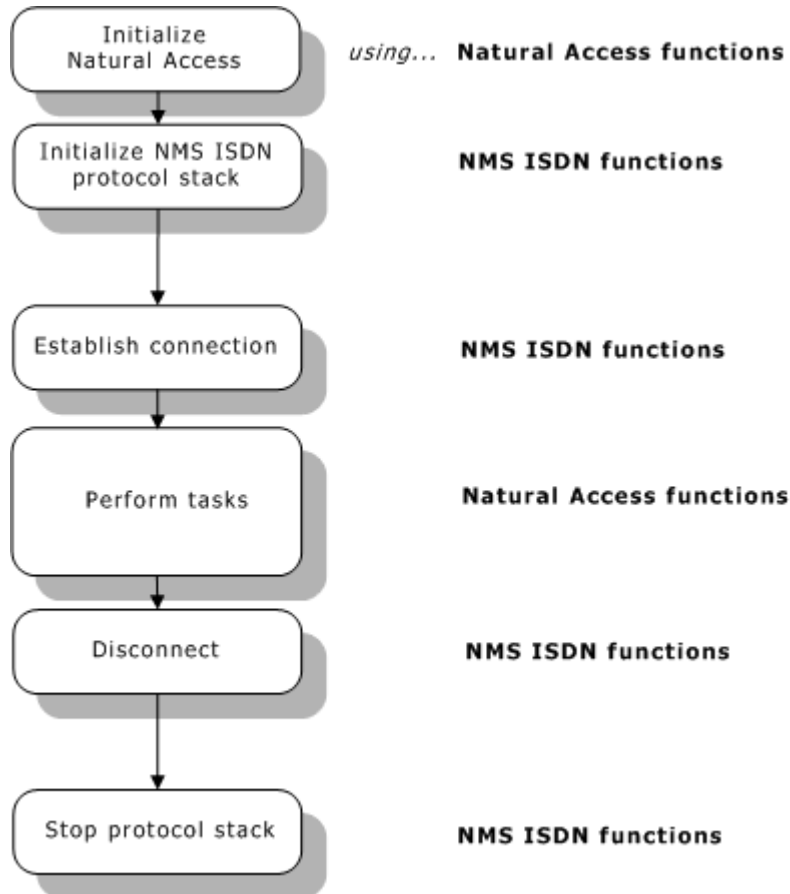 Initialize
Natural Access
using... Natural Access functions
Initialize NMS ISDN
protocol stack
NMS ISDN functions
Establish connection
NMS ISDN functions
Perform tasks
Natural Access functions
Disconnect
NMS ISDN functions
Stop protocol stack
NMS ISDN functions